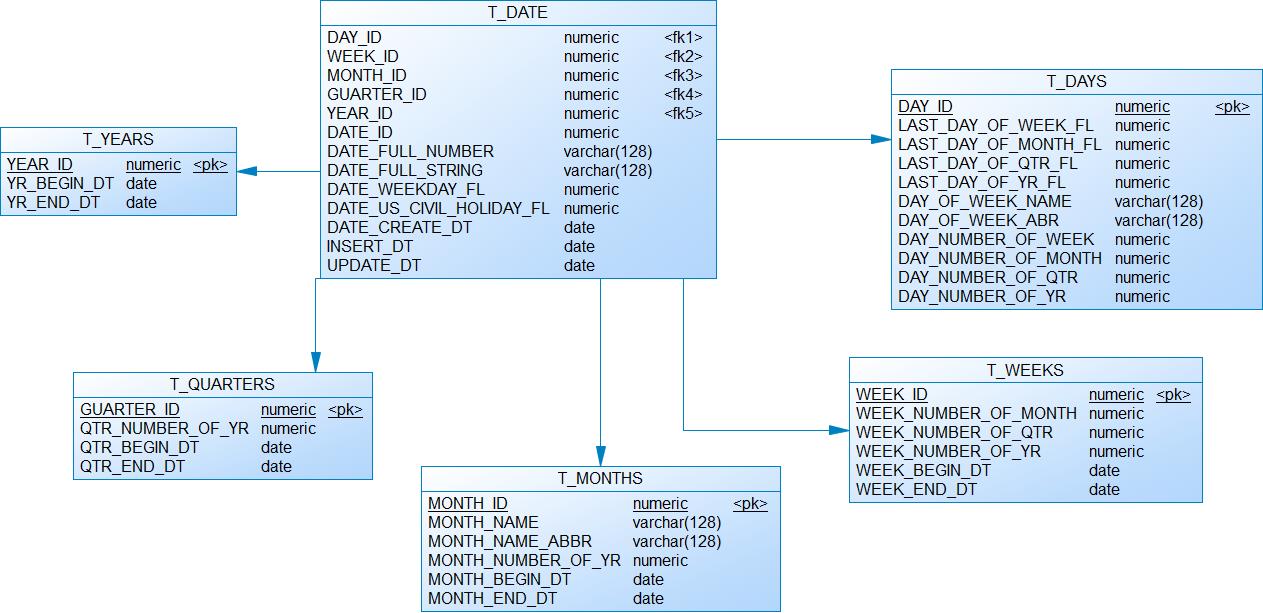 T_DATE
DAY_ID numeric <fk1>
WEEK_ID numeric <fk2>
MONTH_ID numeric <fk3>
GUARTER_ID numeric <fk4>
YEAR_ID numeric <fk5>
DATE_ID numeric
DATE_FULL_NUMBER varchar(128)
DATE_FULL_STRING varchar(128)
DATE_WEEKDAY_FL numeric
DATE_US_CIVIL_HOLIDAY_FL numeric
DATE_CREATE_DT date
INSERT_DT date
UPDATE_DT date
T_DAYS
DAY_ID numeric <pk>
LAST_DAY_OF_WEEK_FL numeric
LAST_DAY_OF_MONTH_FL numeric
LAST_DAY_OF_QTR_FL numeric
LAST_DAY_OF_YR_FL numeric
DAY_OF_WEEK_NAME varchar(128)
DAY_OF_WEEK_ABR varchar(128)
DAY_NUMBER_OF_WEEK numeric
DAY_NUMBER_OF_MONTH numeric
DAY_NUMBER_OF_QTR numeric
DAY_NUMBER_OF_YR numeric
T_YEARS
YEAR_ID numeric <pk>
YR_BEGIN_DT date
YR_END_DT date
T_QUARTERS
GUARTER_ID numeric <pk>
QTR_NUMBER_OF_YR numeric
QTR_BEGIN_DT date
QTR_END_DT date
T_MONTHS
MONTH_ID numeric <pk>
MONTH_NAME varchar(128)
MONTH_NAME_ABBR varchar(128)
MONTH_NUMBER_OF_YR numeric
MONTH_BEGIN_DT date
MONTH_END_DT date
T_WEEKS
WEEK_ID numeric <pk>
WEEK_NUMBER_OF_MONTH numeric
WEEK_NUMBER_OF_QTR numeric
WEEK_NUMBER_OF_YR numeric
WEEK_BEGIN_DT date
WEEK_END_DT date